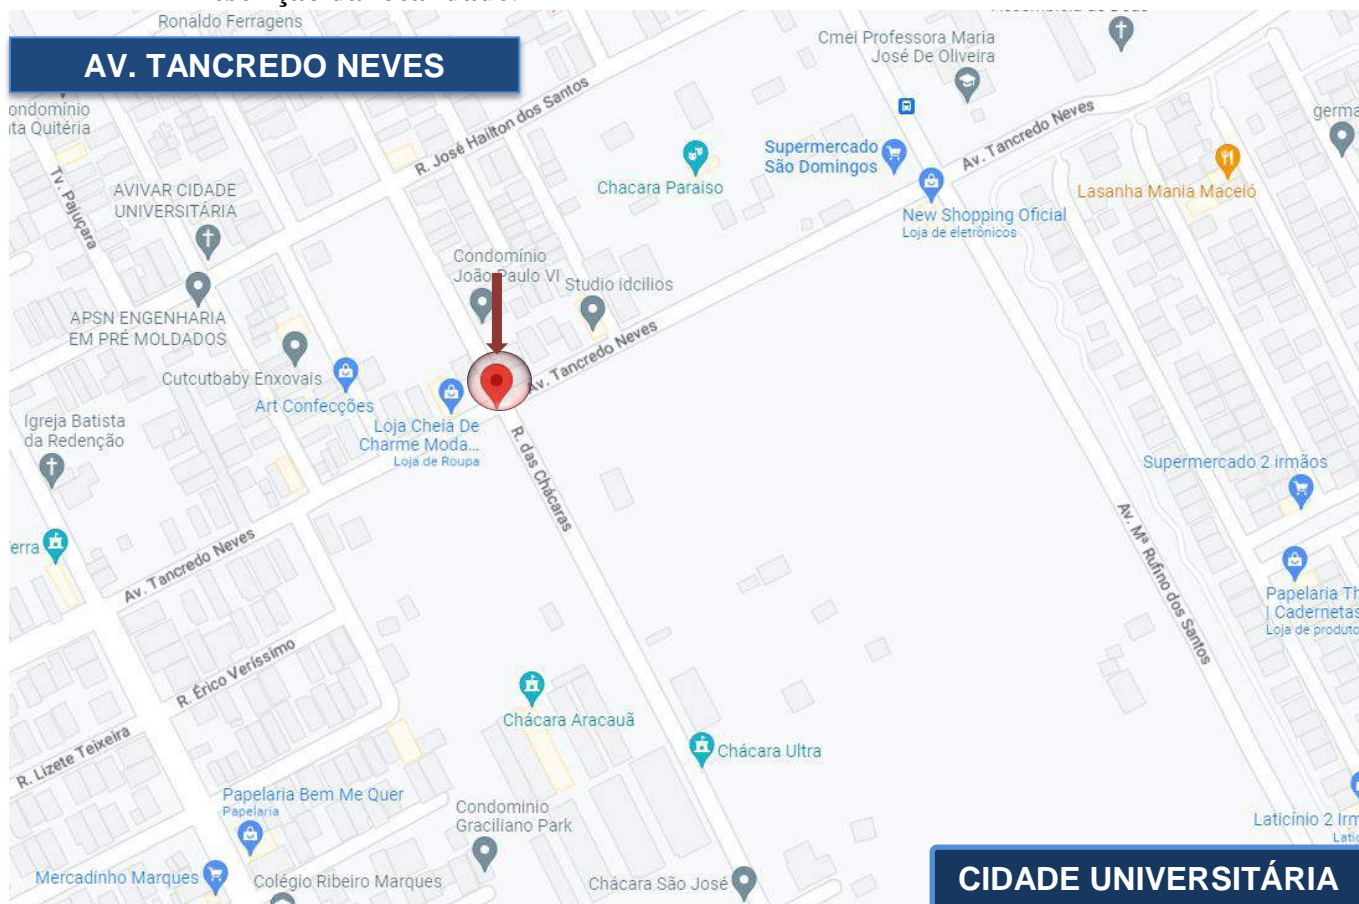 Ronaldo Ferragens
AV. TANCREDO NEVES
Cmei Professora Maria
José De Oliveira
R. José Hailton dos Santos
Av. Tancredo Neves
Supermercado
São Domingos
Chacara Paraiso
Lasanha Mania Maceió
New Shopping Oficial
Loja de eletrônicos
Tv. Pajuçara
AVIVAR CIDADE
UNIVERSITÁRIA
Condomínio
João Paulo VI
Studio idcilios
APSN ENGENHARIA
EM PRÉ MOLDADOS
Av. Tancredo Neves
Cutcutbaby Enxovais
Art Confecções
Igreja Batista
da Redenção
Loja Cheia De
Charme Moda...
Loja de Roupa
R. das Chácaras
Supermercado 2 irmãos
Av. Tancredo Neves
Av. Mª Rufino dos Santos
Papelaria Th
| Cadernetas
Loja de produto
R. Érico Veríssimo
R. Lizete Teixeira
Chácara Aracauã
Chácara Ultra
Papelaria Bem Me Quer
Papelaria
Condominio
Graciliano Park
Laticínio 2 Irm
Latic
Mercadinho Marques
Colégio Ribeiro Marques
Chácara São José
CIDADE UNIVERSITÁRIA